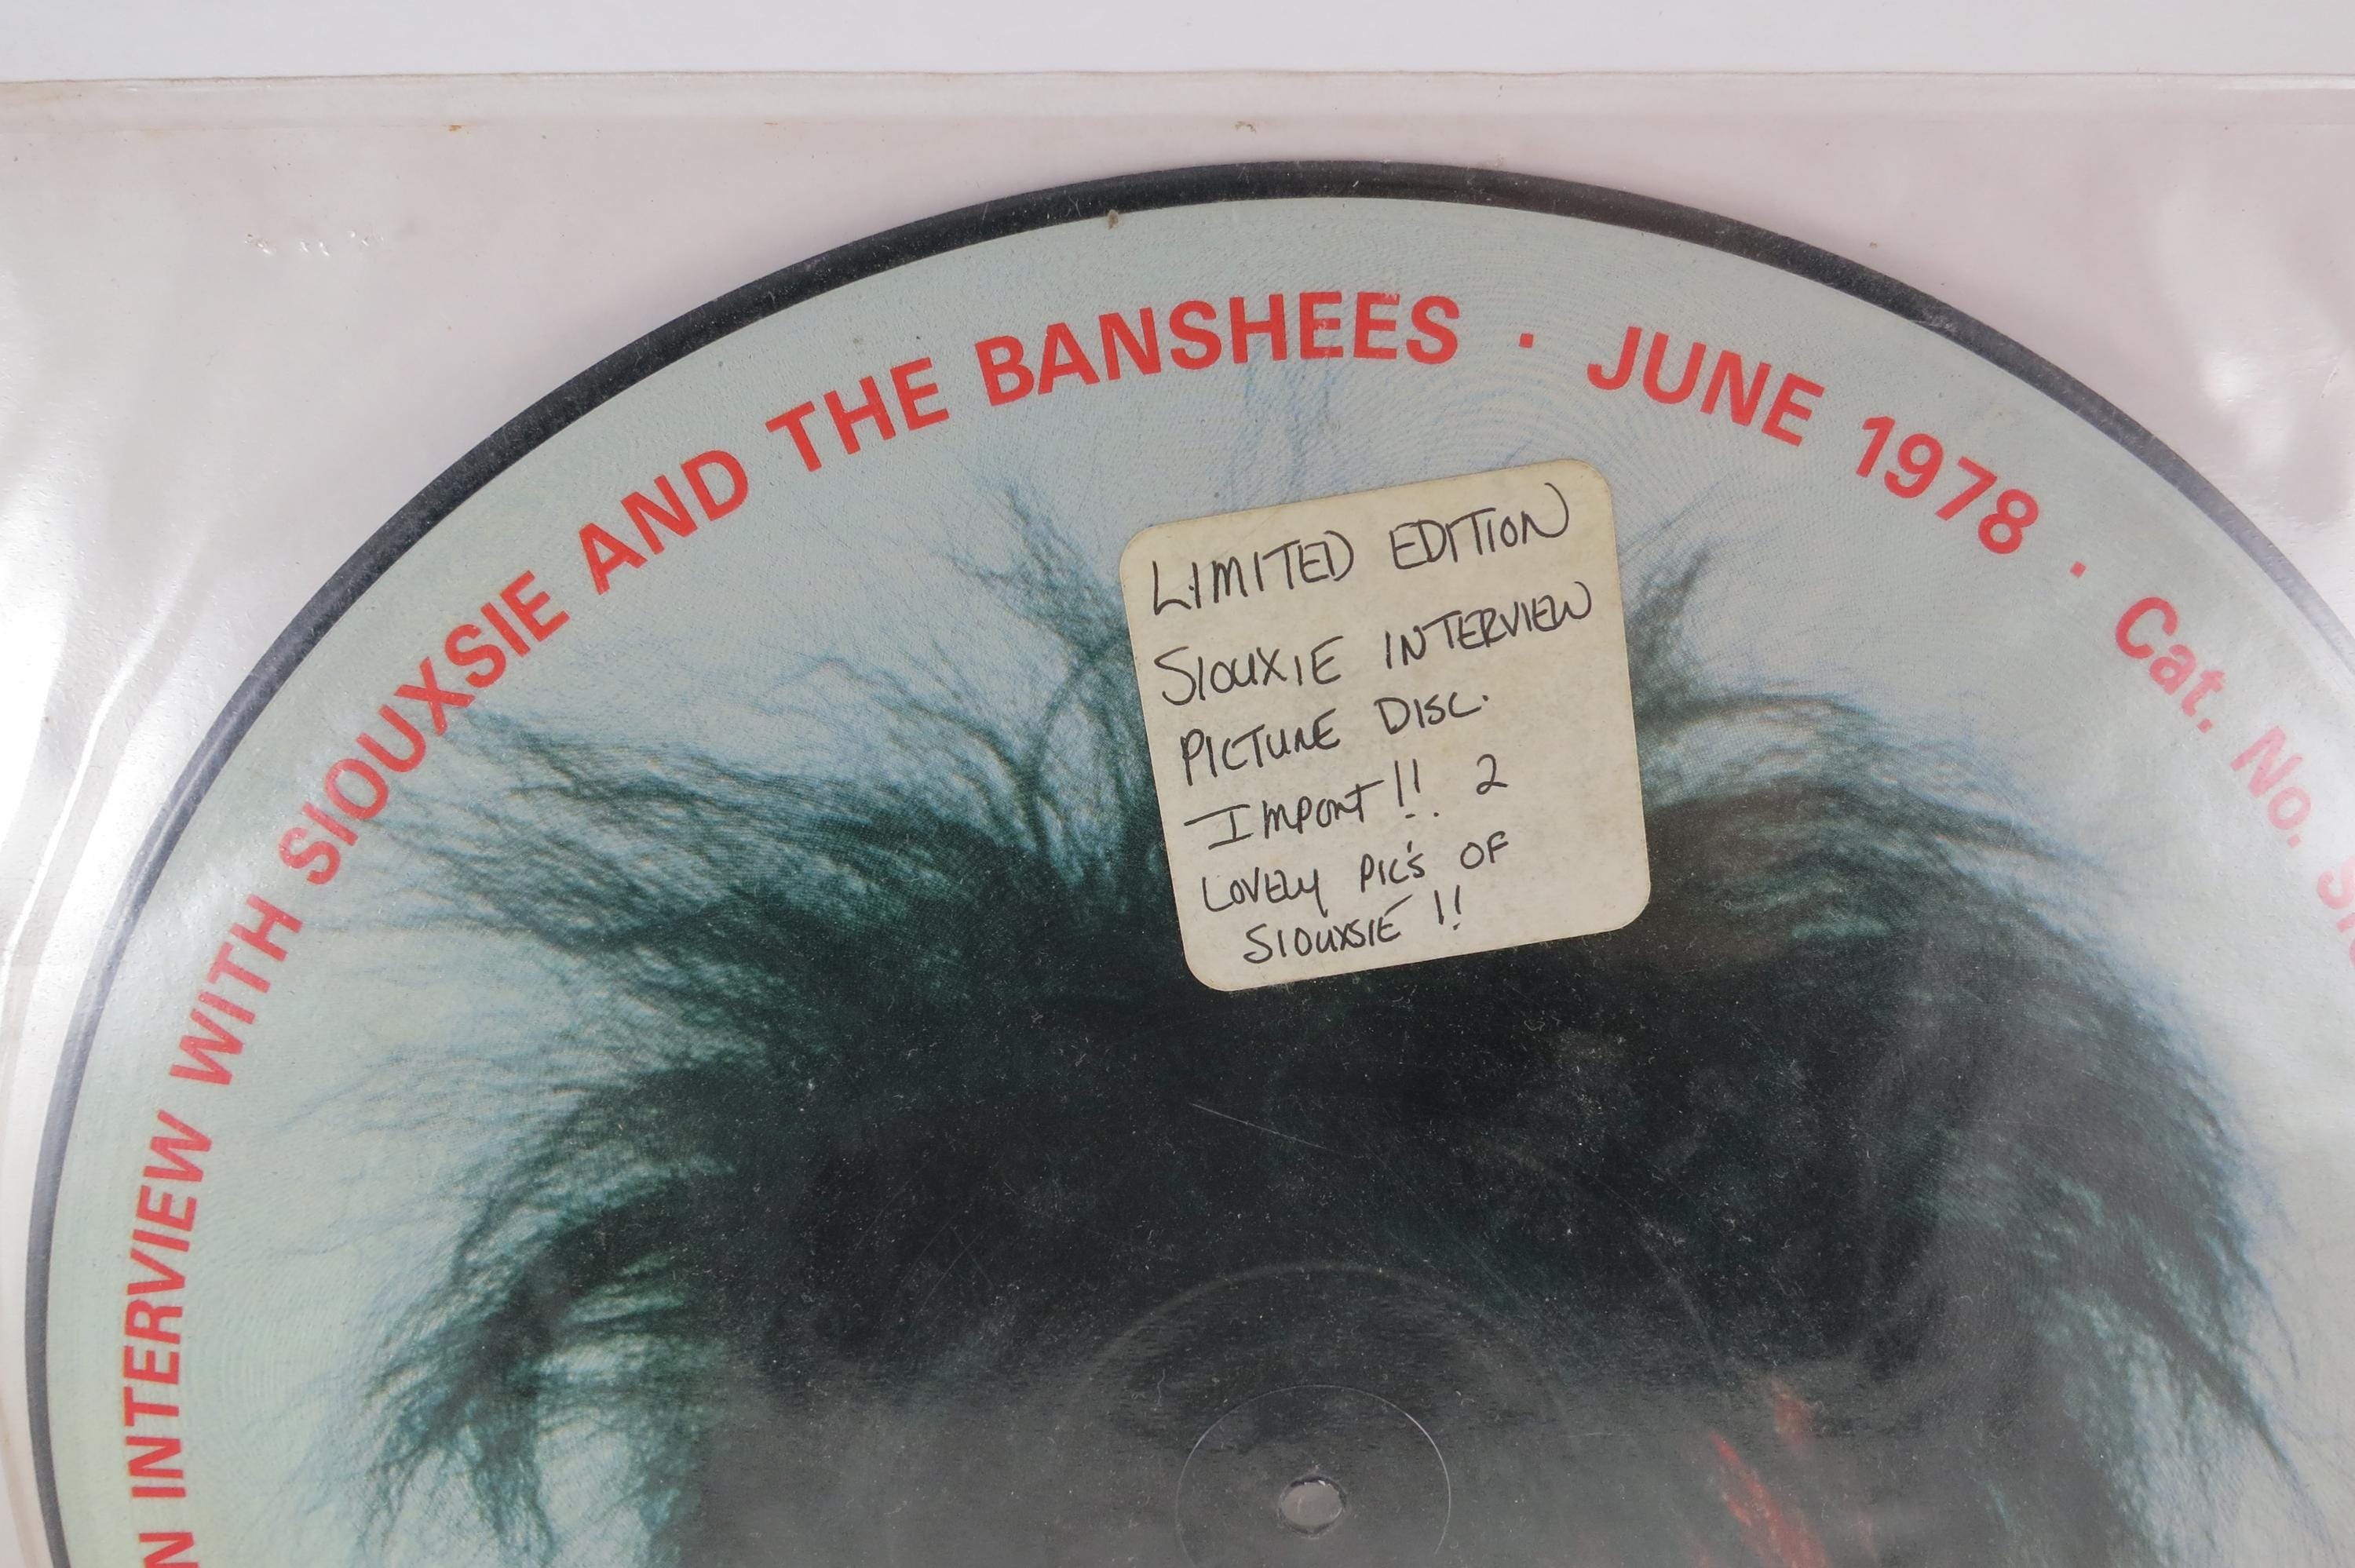 N INTERVIEW WITH SIOUXSIE AND THE BANSHEES · JUNE 1978 · Cat. No.
LIMITED EDITION
SIOUXIE INTERVIEW
PICTURE DISC.
IMPORT!! 2
LOVELY PIC'S OF
SIOUXSIE!!